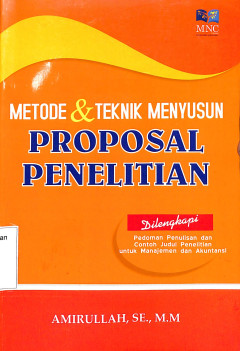 MNC
METODE & TEKNIK MENYUSUN
PROPOSAL
PENELITIAN
Dilengkapi
Pedoman Penulisan dan
Contoh Judul Penelitian
untuk Manajemen dan Akuntansi
AMIRULLAH, SE., M.M